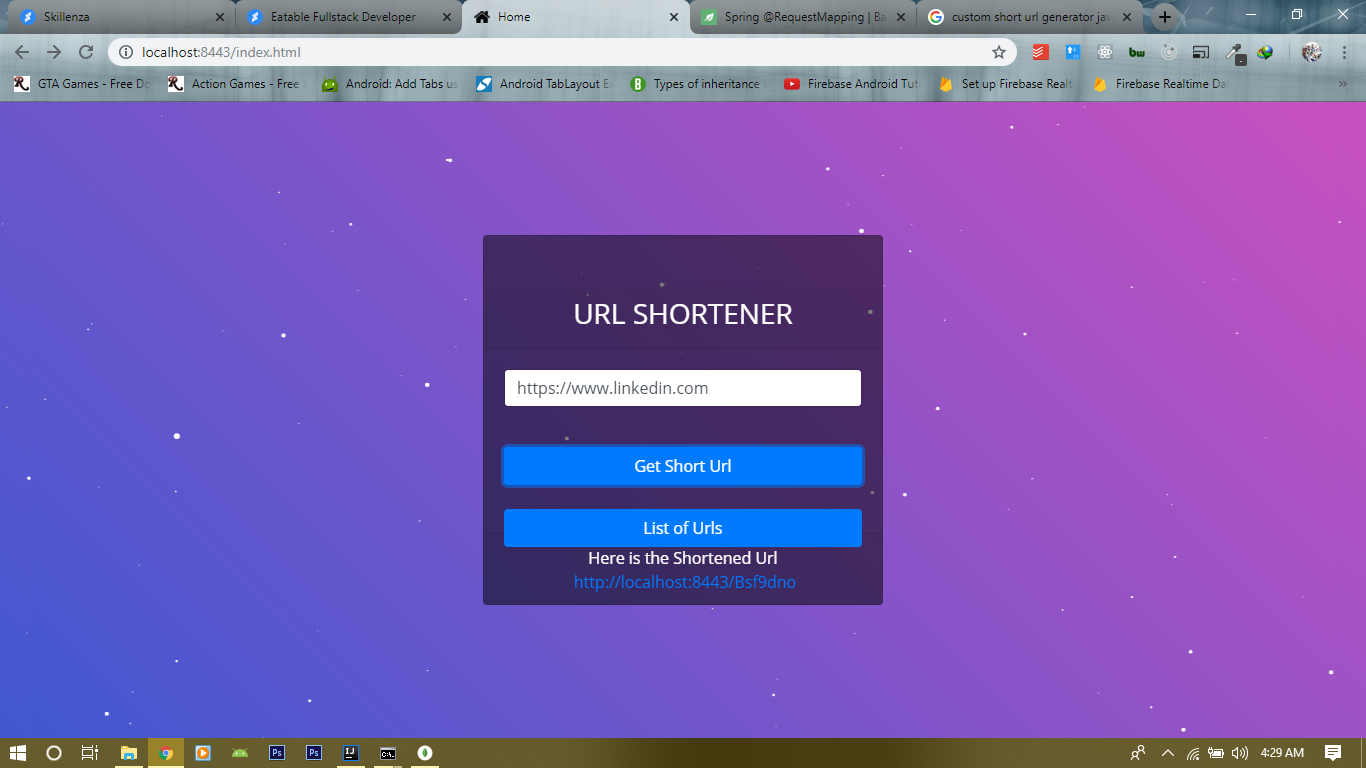 Skillenza
Eatable Fullstack Developer
Home
Spring @RequestMapping | Ba
custom short url generator jav
localhost:8443/index.html
GTA Games - Free Do
Action Games - Free
Android: Add Tabs us
Android TabLayout Ex
Types of inheritance i
Firebase Android Tut
Set up Firebase Realt
Firebase Realtime Dat
URL SHORTENER
https://www.linkedin.com
Get Short Url
List of Urls
Here is the Shortened Url
http://localhost:8443/Bsf9dno
4:29 AM